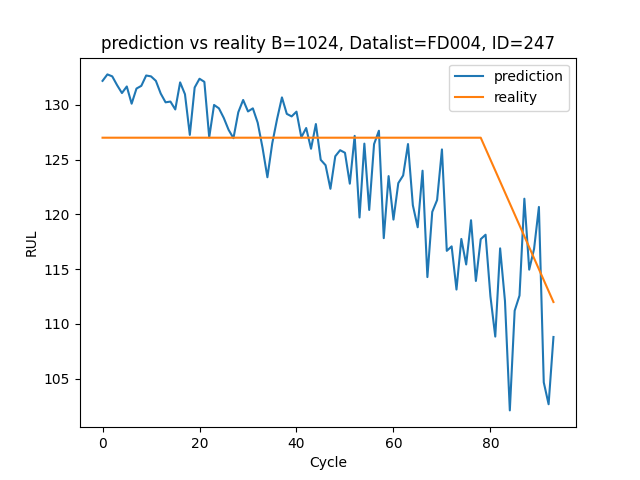 prediction vs reality B=1024, Datalist=FD004, ID=247
prediction
reality
130
125
120
115
110
105
RUL
0 20 40 60 80
Cycle